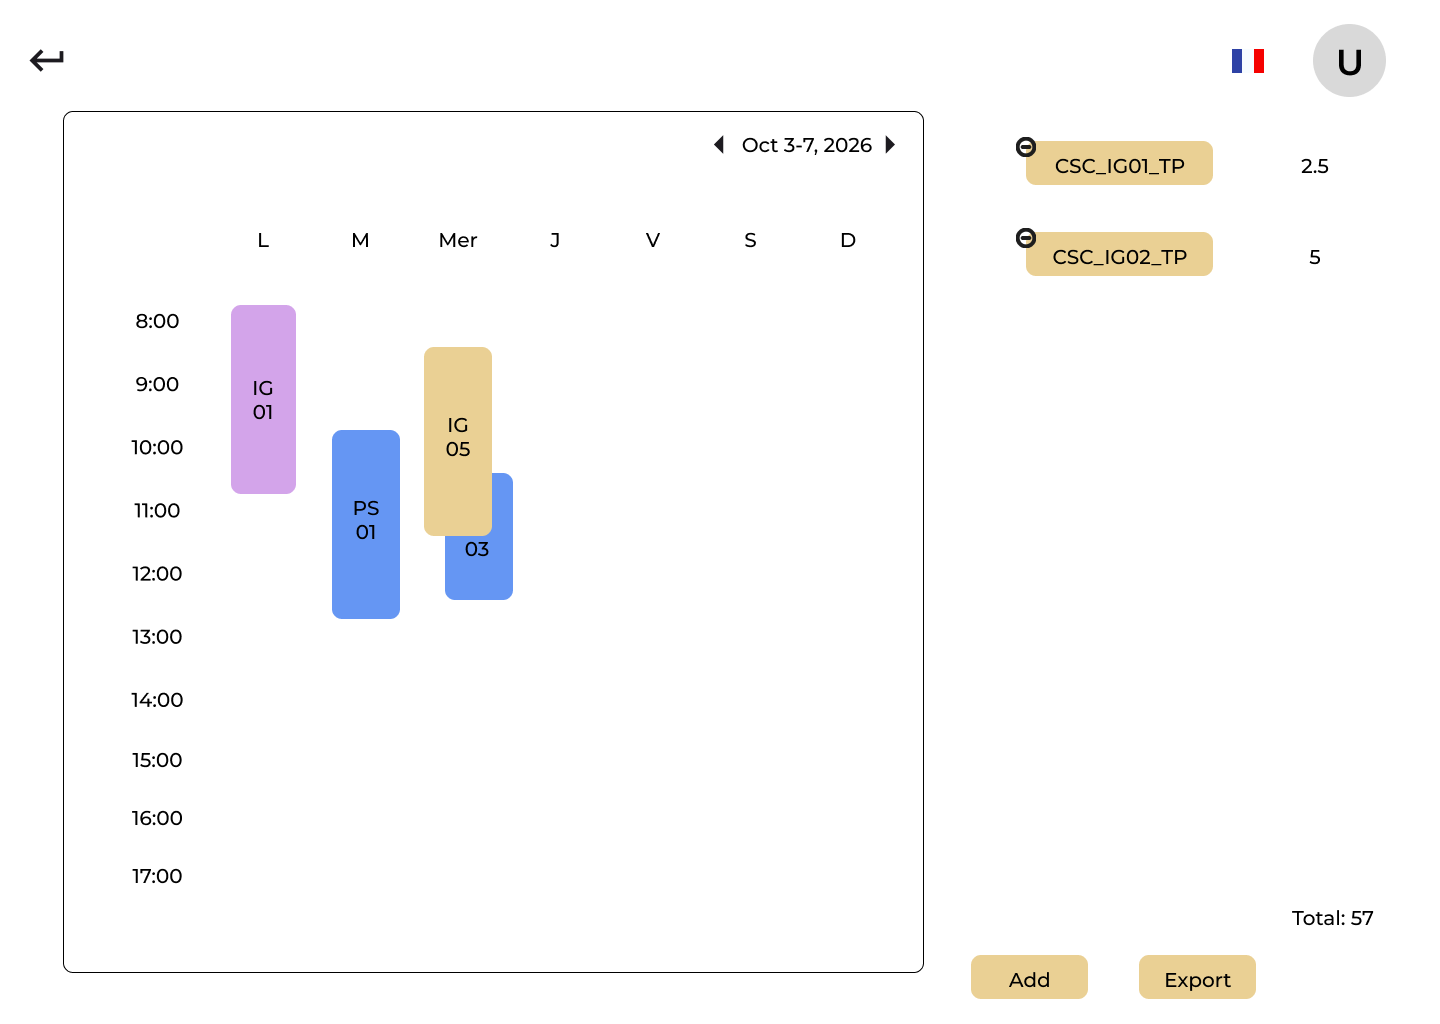 U
Oct 3-7, 2026
L M Mer J V S D
8:00
9:00
10:00
11:00
12:00
13:00
14:00
15:00
16:00
17:00
IG
01
PS
01
IG
05
03
CSC_IG01_TP 2.5
CSC_IG02_TP 5
Total: 57
Add Export